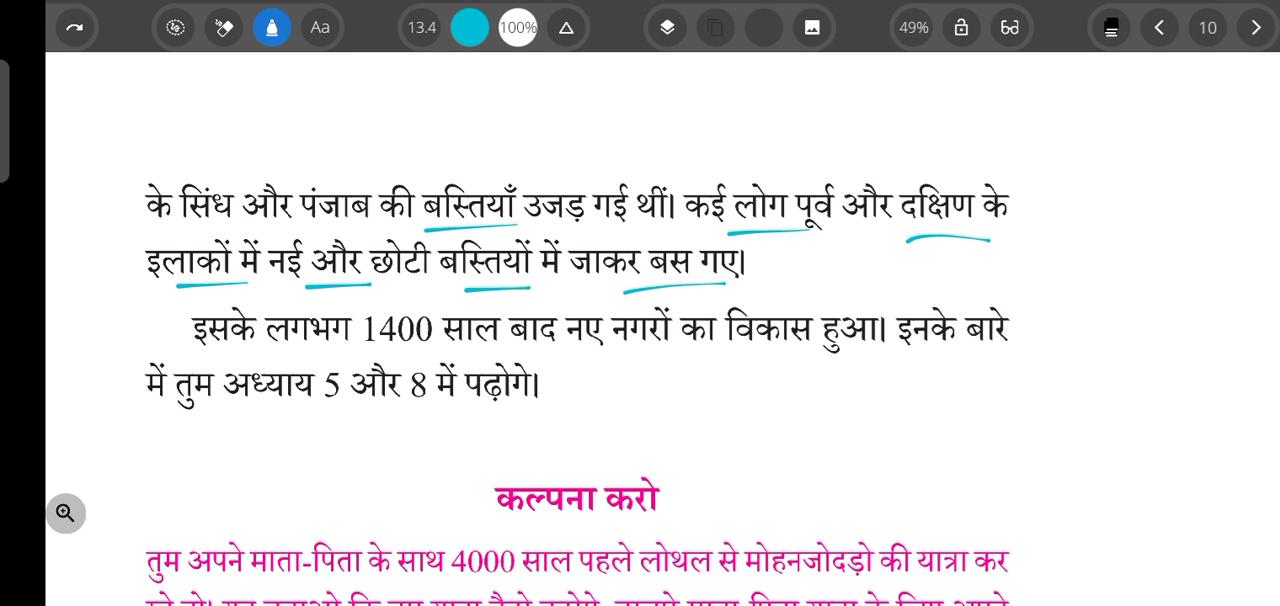 Aa 13.4 100% 49% 10
के सिंध और पंजाब की बस्तियाँ उजड़ गई थीं। कई लोग पूर्व और दक्षिण के
इलाकों में नई और छोटी बस्तियों में जाकर बस गए।
इसके लगभग 1400 साल बाद नए नगरों का विकास हुआ। इनके बारे
में तुम अध्याय 5 और 8 में पढ़ोगे।
कल्पना करो
तुम अपने माता-पिता के साथ 4000 साल पहले लोथल से मोहनजोदड़ो की यात्रा कर